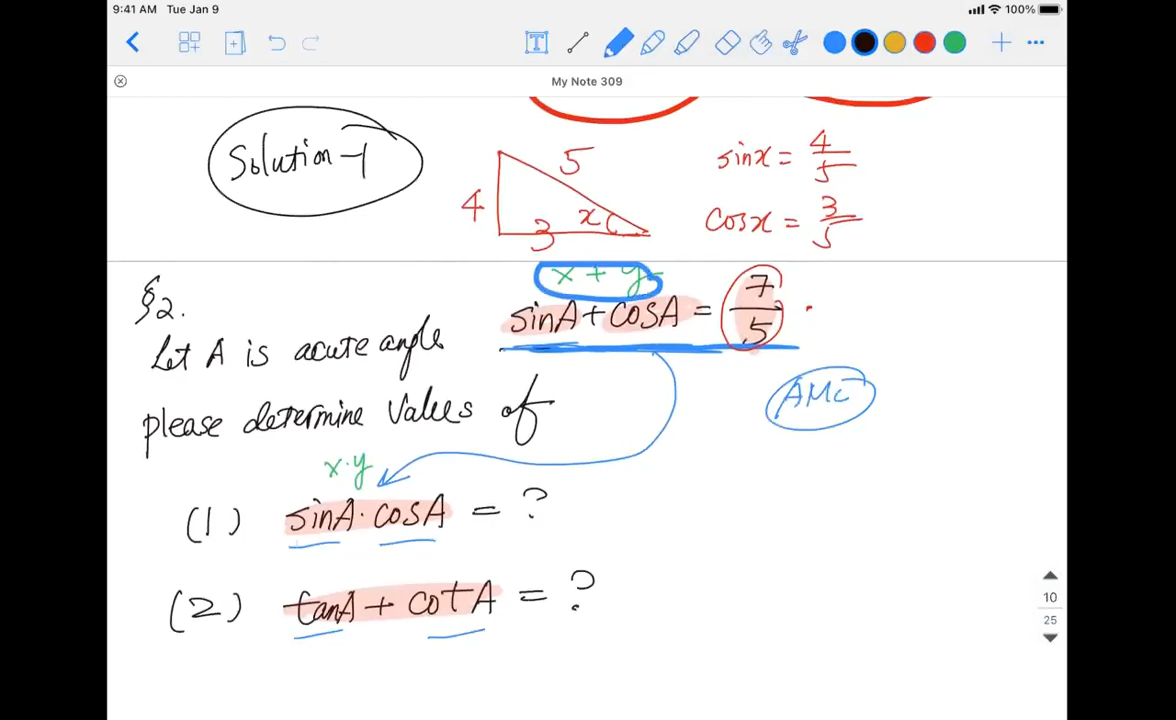 9:41 AM Tue Jan 9
100%
My Note 309
Solution-1
5
4
3
x
sinx = 4/5
cosx = 3/5
§2.
x + y
sinA + cosA = 7/5
Let A is acute angle
AMC
please determine Values of
x·y
(1) sinA·cosA = ?
(2) tanA + cotA = ?
10
25